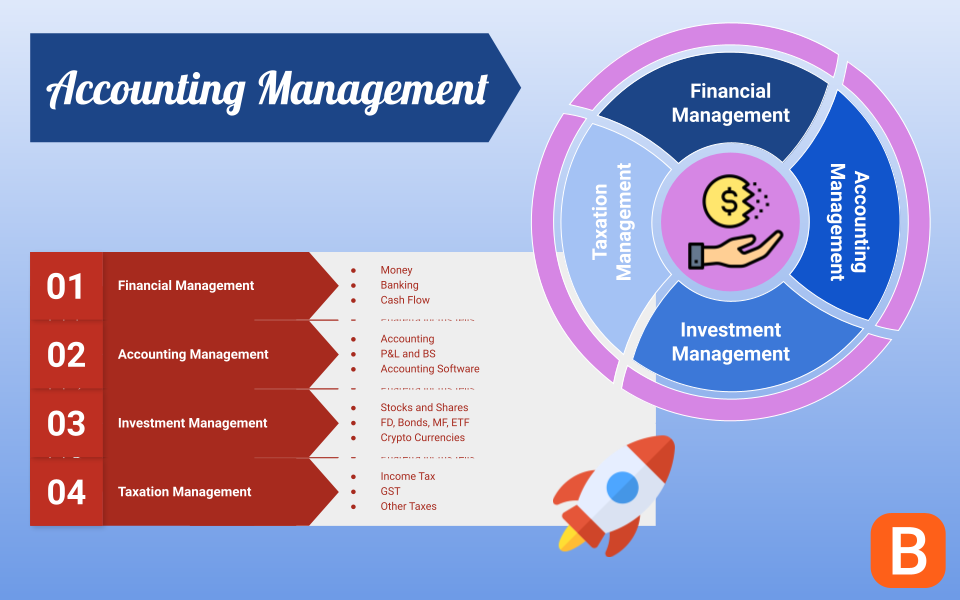 Accounting Management
Financial
Management
Accounting
Management
Investment
Management
Taxation
Management
$
01
Financial Management
● Money
● Banking
● Cash Flow
02
Accounting Management
● Accounting
● P&L and BS
● Accounting Software
03
Investment Management
● Stocks and Shares
● FD, Bonds, MF, ETF
● Crypto Currencies
04
Taxation Management
● Income Tax
● GST
● Other Taxes
B